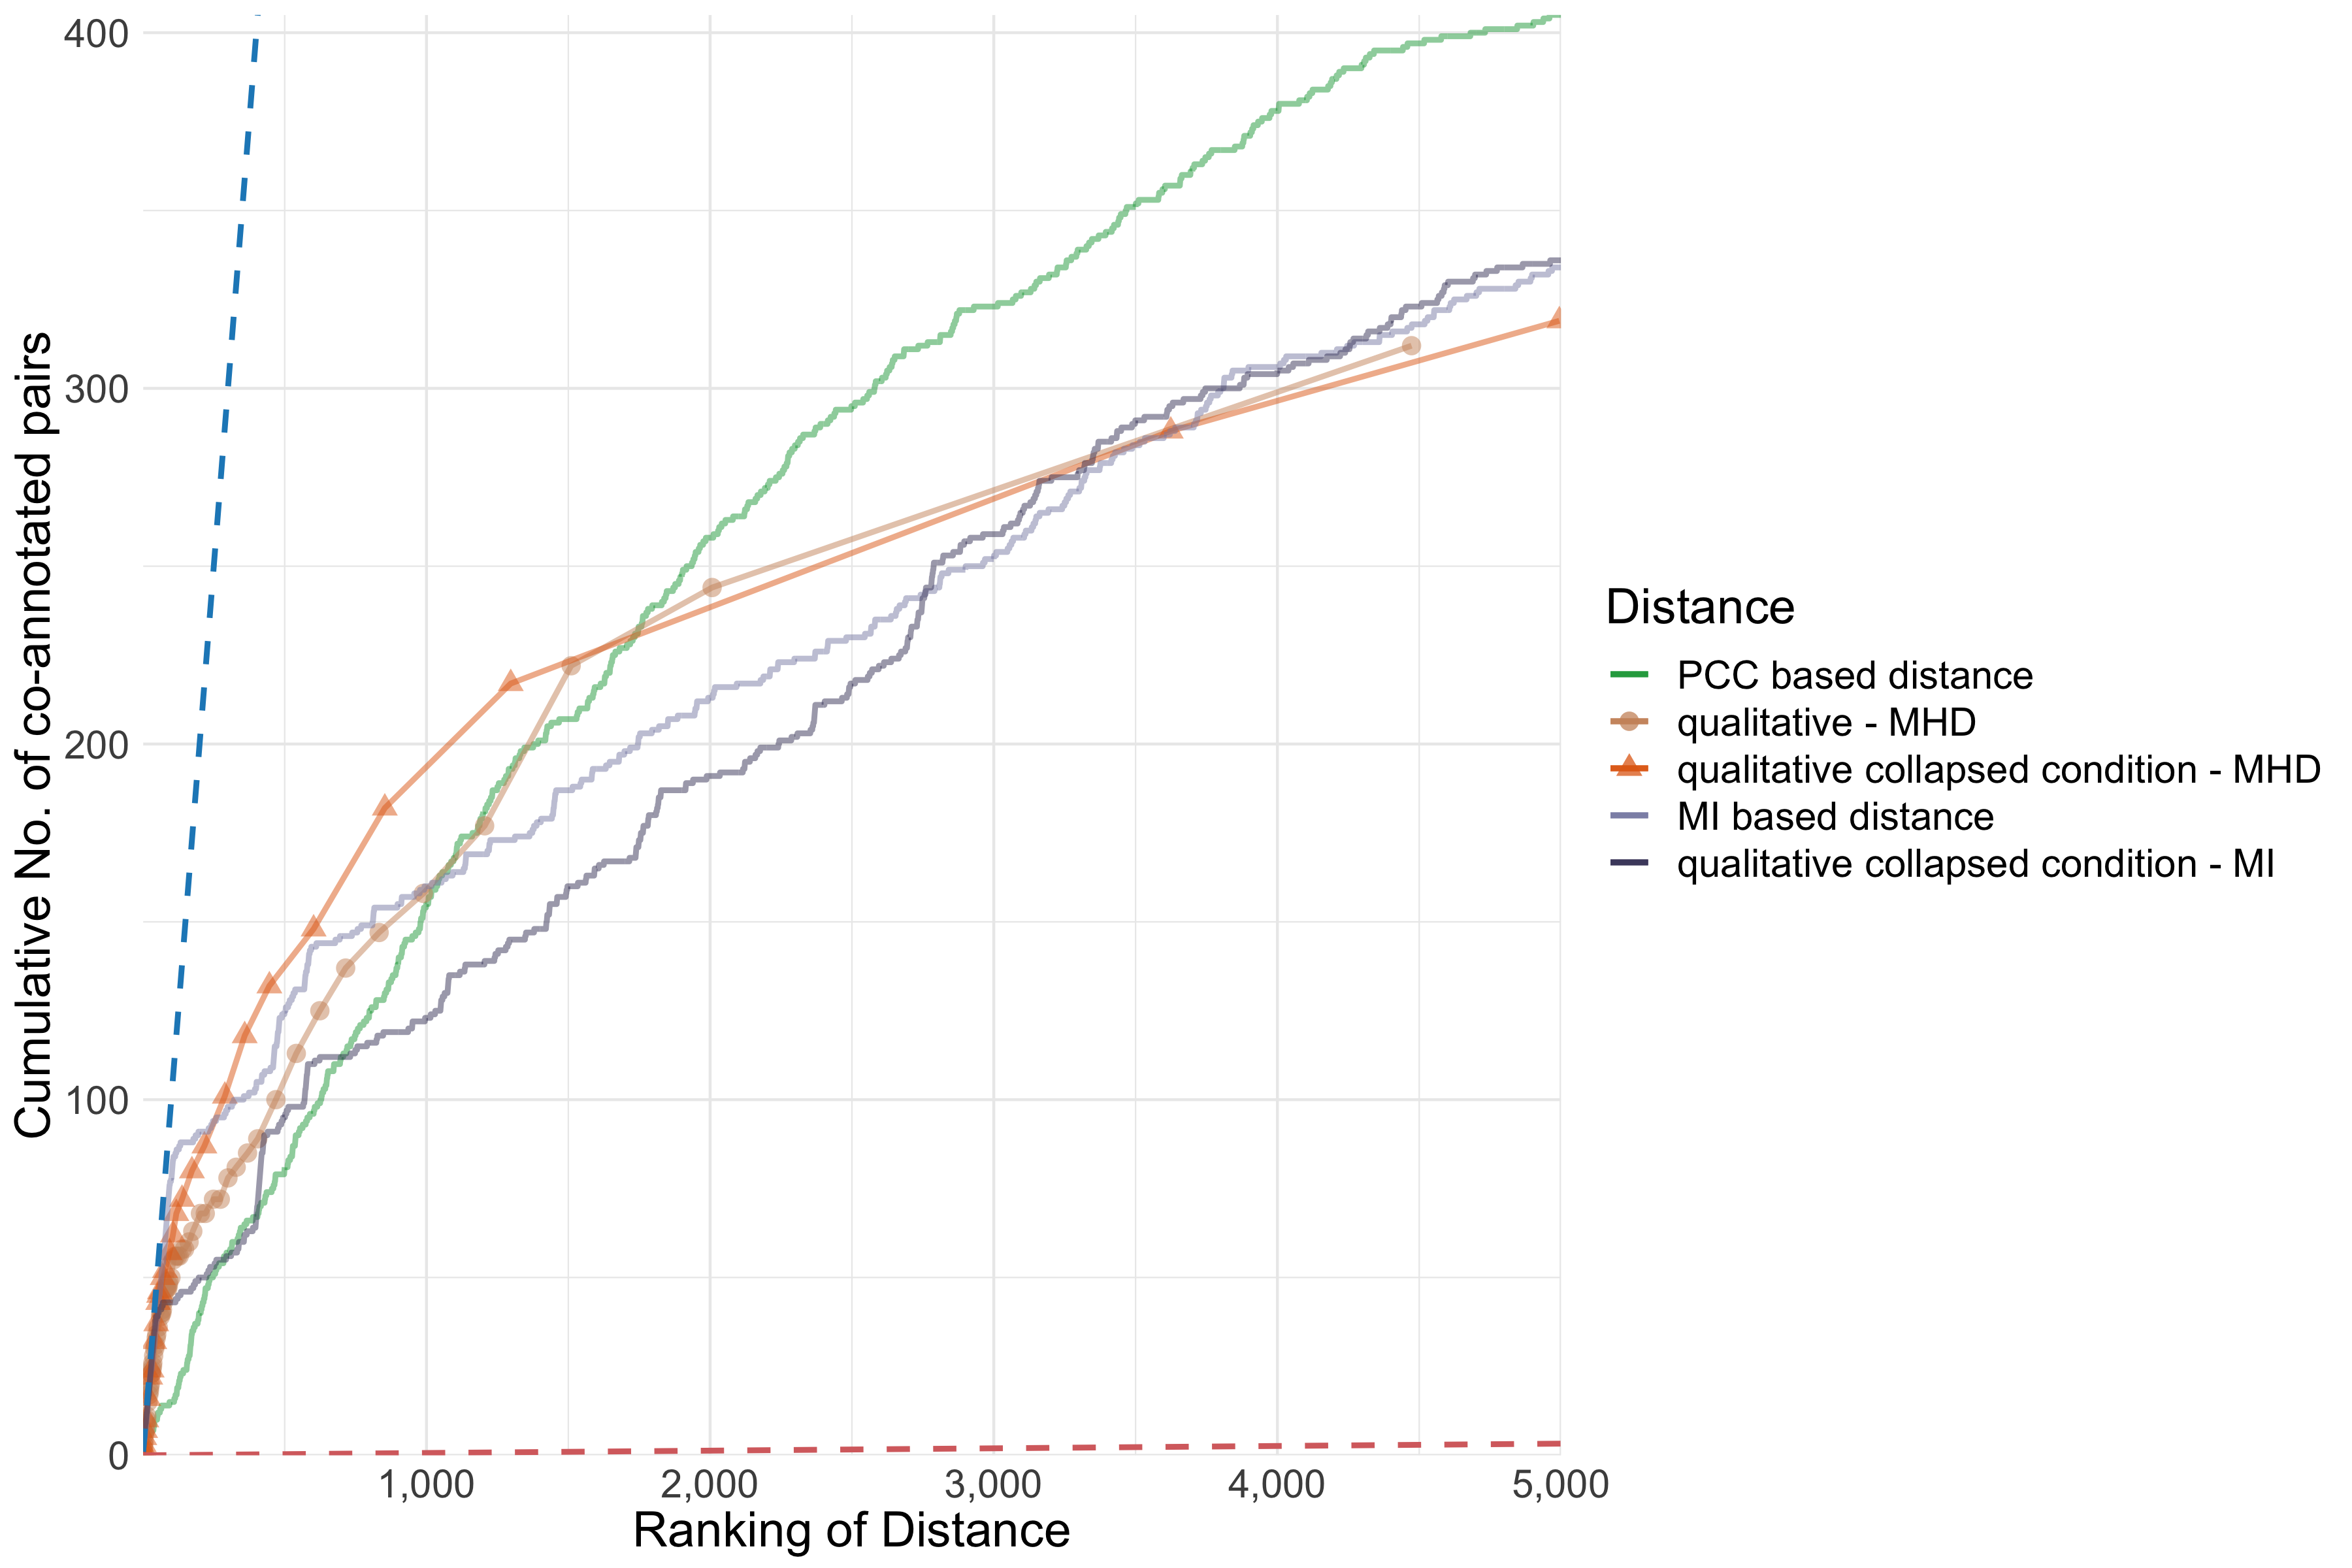 Cumulative No. of co-annotated pairs
400
300
200
100
0
1,000
2,000
3,000
4,000
5,000
Ranking of Distance
Distance
PCC based distance
qualitative - MHD
qualitative collapsed condition - MHD
MI based distance
qualitative collapsed condition - MI